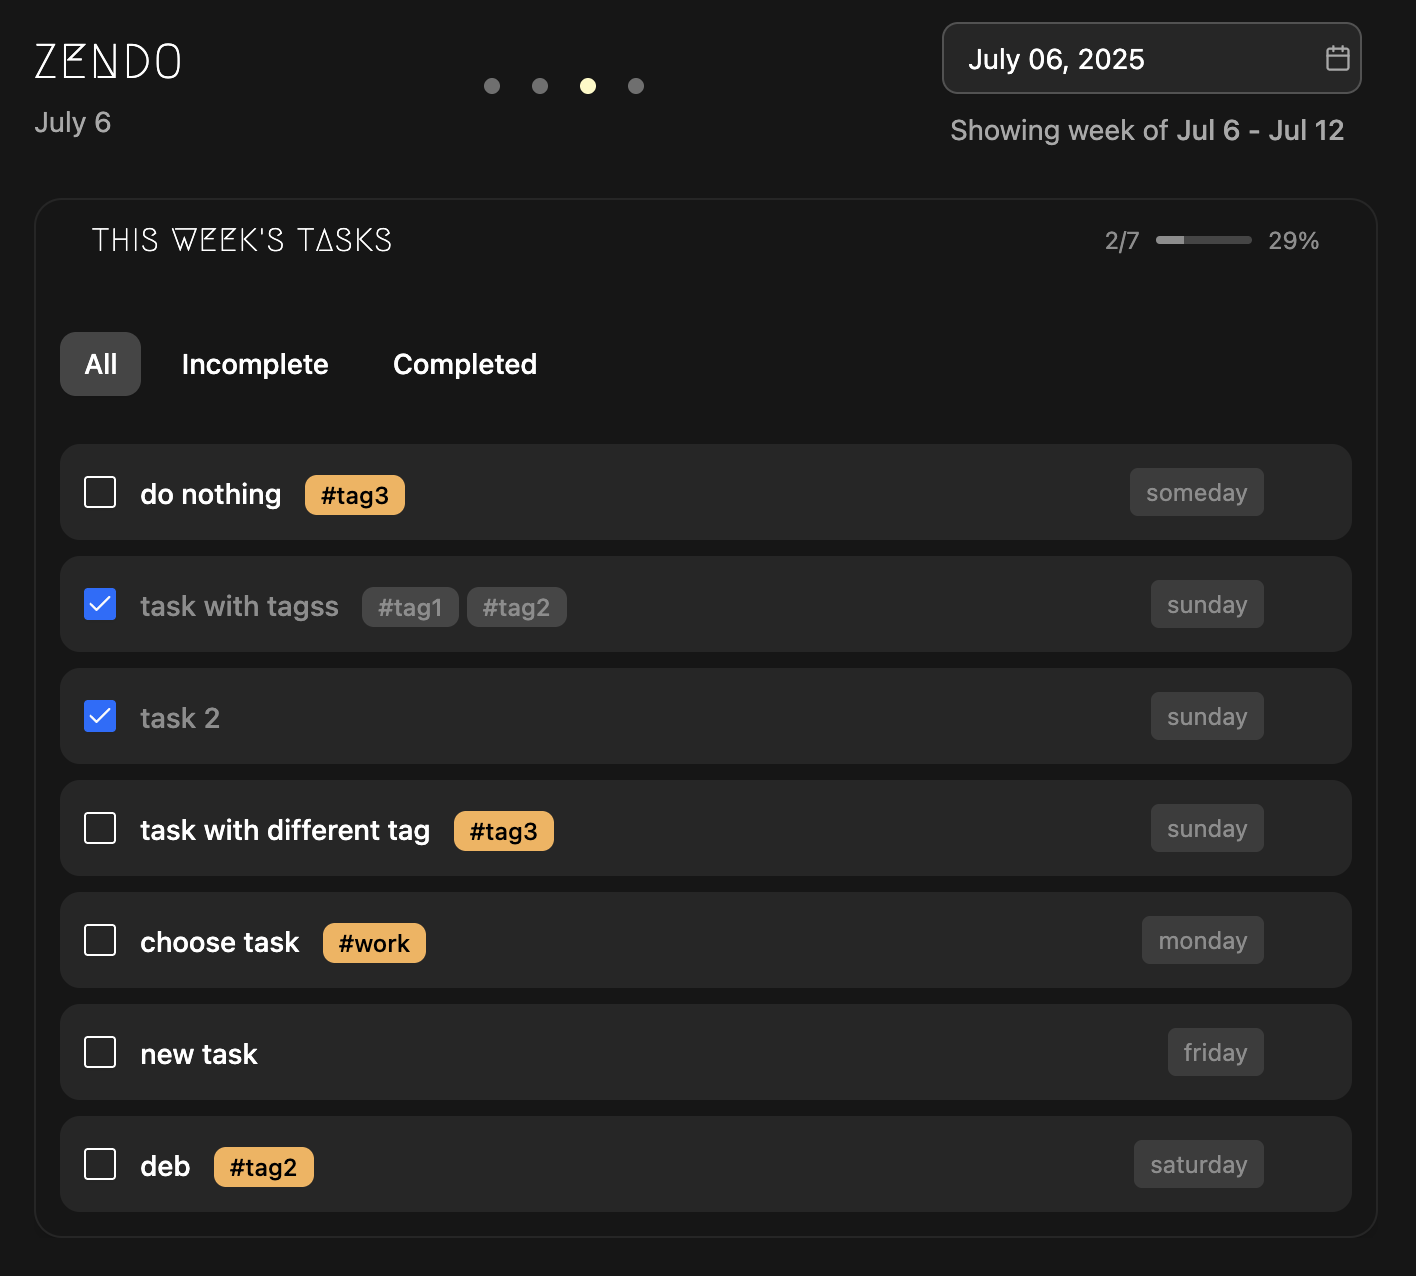 ZENDO
July 6
July 06, 2025
Showing week of Jul 6 - Jul 12
THIS WEEK'S TASKS
2/7 29%
All Incomplete Completed
do nothing #tag3 someday
task with tagss #tag1 #tag2 sunday
task 2 sunday
task with different tag #tag3 sunday
choose task #work monday
new task friday
deb #tag2 saturday